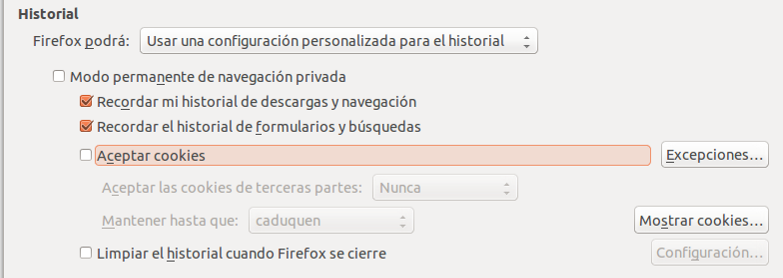 Historial
Firefox podrá: Usar una configuración personalizada para el historial
Modo permanente de navegación privada
Recordar mi historial de descargas y navegación
Recordar el historial de formularios y búsquedas
Aceptar cookies Excepciones...
Aceptar las cookies de terceras partes: Nunca
Mantener hasta que: caduquen Mostrar cookies...
Limpiar el historial cuando Firefox se cierre Configuración...